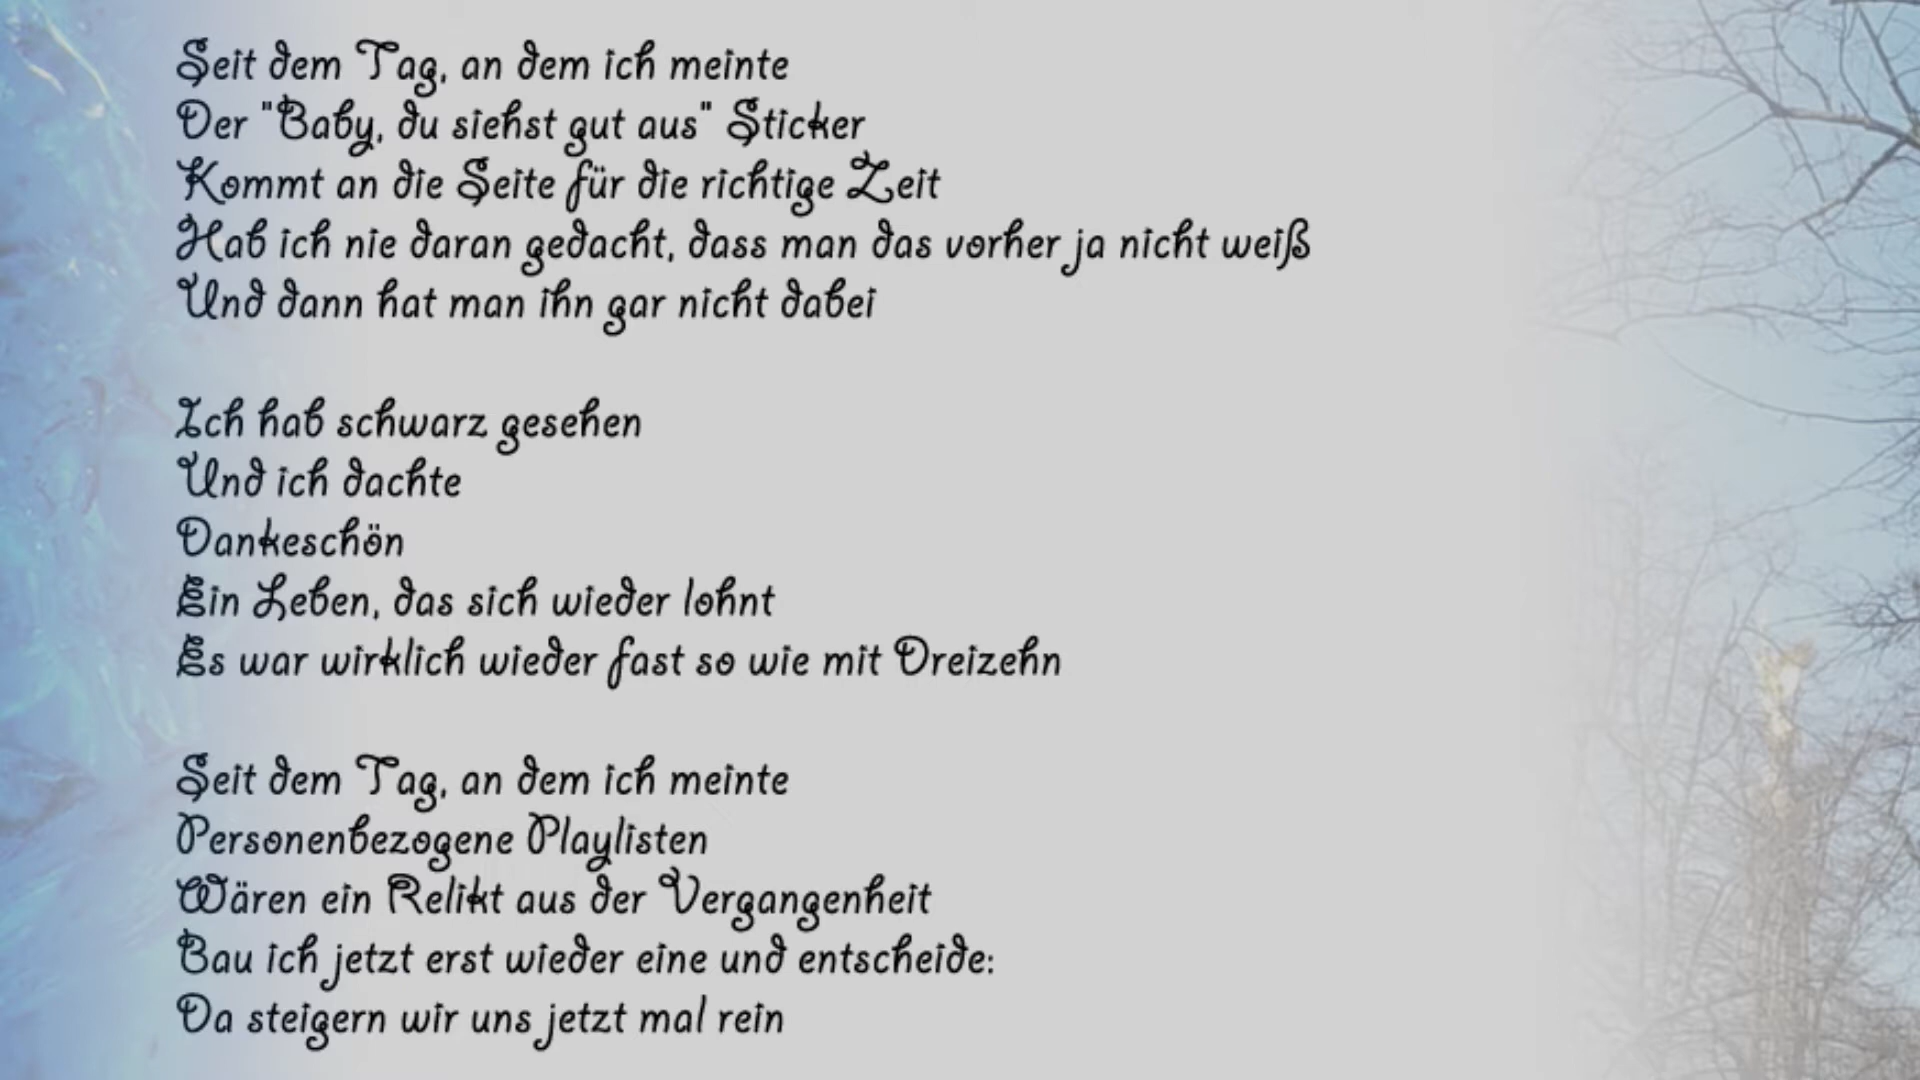 Seit dem Tag, an dem ich meinte
Der "Baby, du siehst gut aus" Sticker
Kommt an die Seite für die richtige Zeit
Hab ich nie daran gedacht, dass man das vorher ja nicht weiß
Und dann hat man ihn gar nicht dabei
Ich hab schwarz gesehen
Und ich dachte
Dankeschön
Ein Leben, das sich wieder lohnt
Es war wirklich wieder fast so wie mit Dreizehn
Seit dem Tag, an dem ich meinte
Personenbezogene Playlisten
Wären ein Relikt aus der Vergangenheit
Bau ich jetzt erst wieder eine und entscheide:
Da steigern wir uns jetzt mal rein